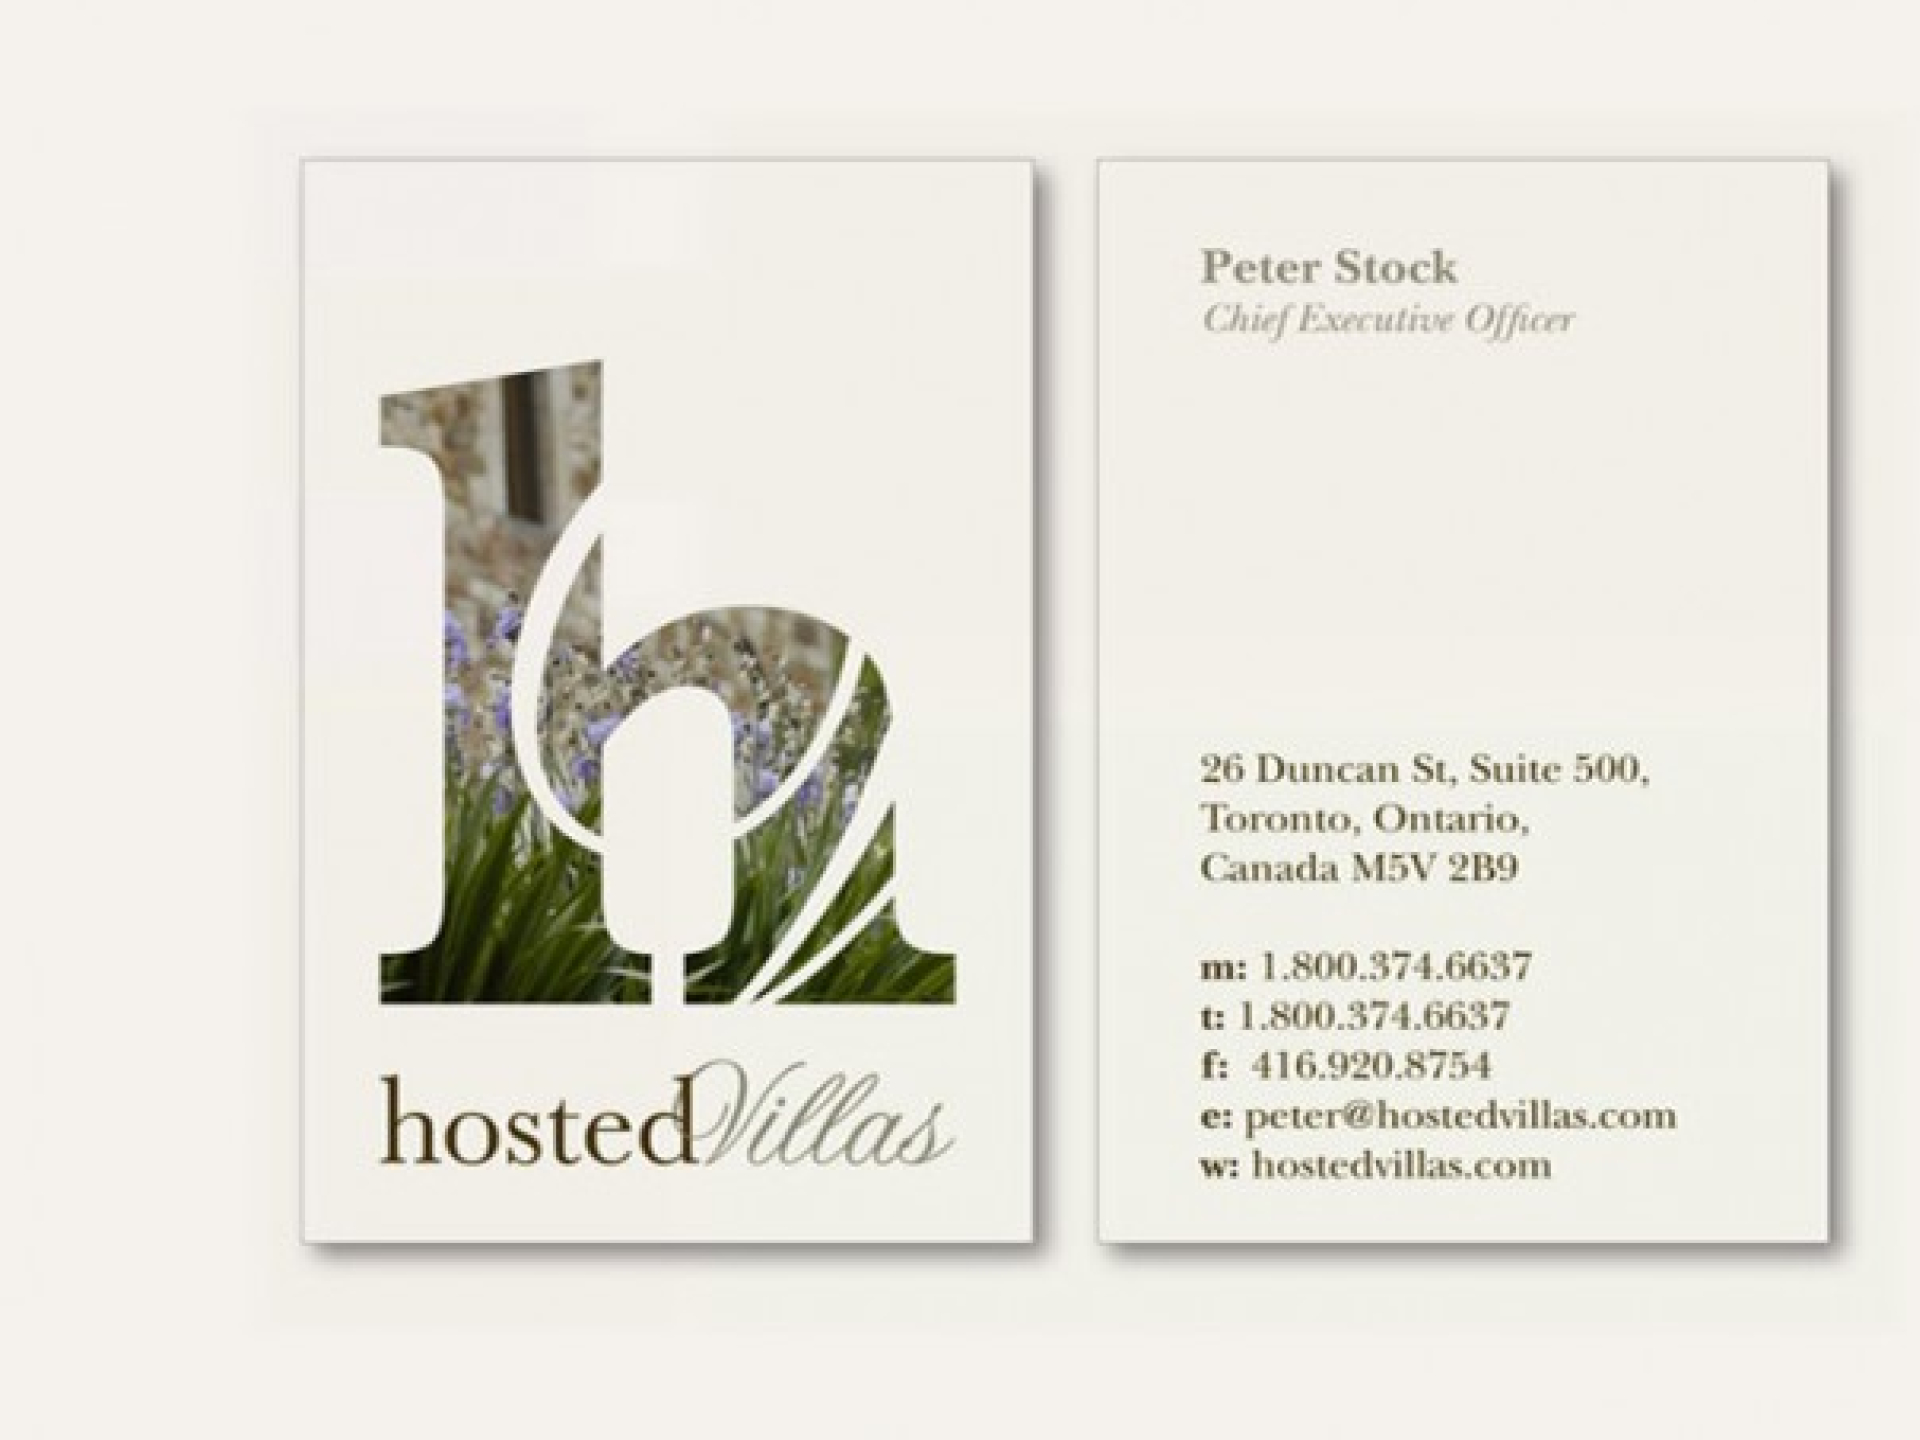 h
hostedVillas
Peter Stock
Chief Executive Officer
26 Duncan St, Suite 500,
Toronto, Ontario,
Canada M5V 2B9
m: 1.800.374.6637
t: 1.800.374.6637
f: 416.920.8754
e: peter@hostedvillas.com
w: hostedvillas.com